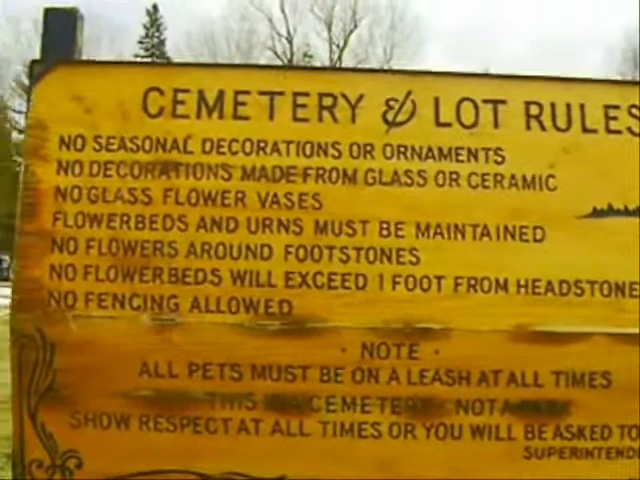 CEMETERY & LOT RULES
NO SEASONAL DECORATIONS OR ORNAMENTS
NO DECORATIONS MADE FROM GLASS OR CERAMIC
NO GLASS FLOWER VASES
FLOWERBEDS AND URNS MUST BE MAINTAINED
NO FLOWERS AROUND FOOTSTONES
NO FLOWERBEDS WILL EXCEED 1 FOOT FROM HEADSTONE
NO FENCING ALLOWED
· NOTE ·
ALL PETS MUST BE ON A LEASH AT ALL TIMES
THIS IS A CEMETERY NOT A
SHOW RESPECT AT ALL TIMES OR YOU WILL BE ASKED TO
SUPERINTEND